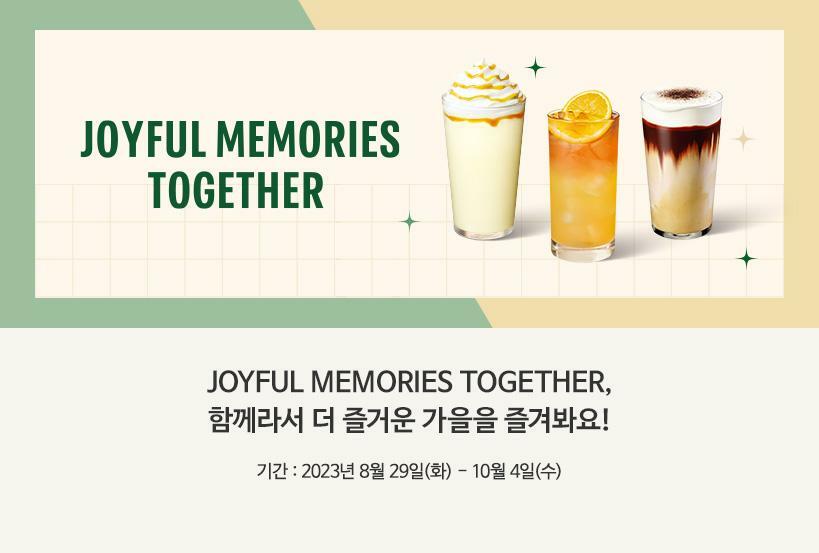 JOYFUL MEMORIES
TOGETHER
JOYFUL MEMORIES TOGETHER,
함께라서 더 즐거운 가을을 즐겨봐요!
기간 : 2023년 8월 29일(화) - 10월 4일(수)